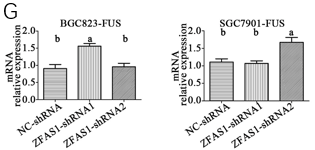 G
BGC823-FUS
mRNA
relative expression
2.0
1.5
1.0
0.5
0.0
b
a
b
NC-shRNA
ZFAS1-shRNA1
ZFAS1-shRNA2
SGC7901-FUS
mRNA
relative expression
2.0
1.5
1.0
0.5
0.0
b
b
a
NC-shRNA
ZFAS1-shRNA1
ZFAS1-shRNA2